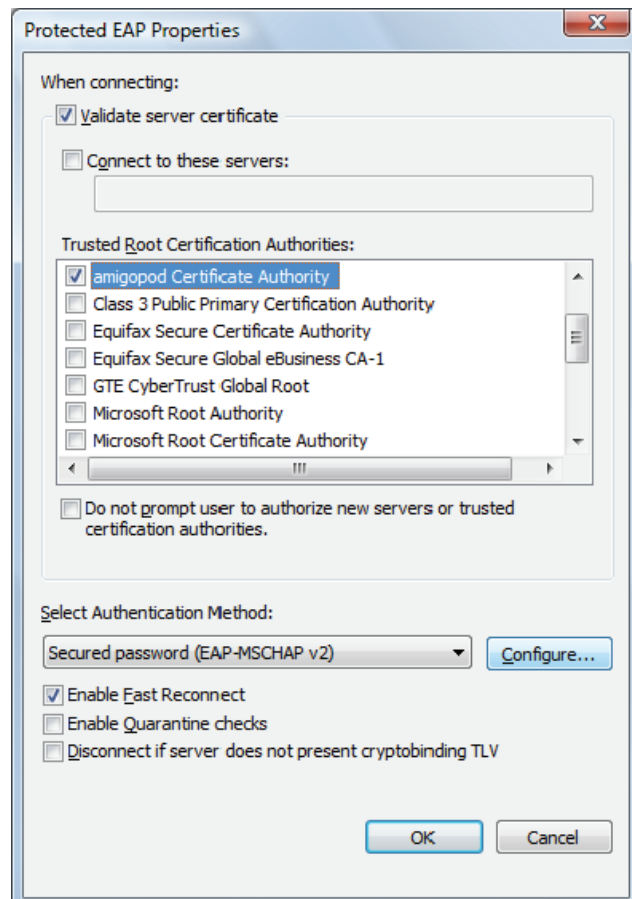 Protected EAP Properties
When connecting:
Validate server certificate
Connect to these servers:
Trusted Root Certification Authorities:
amigopod Certificate Authority
Class 3 Public Primary Certification Authority
Equifax Secure Certificate Authority
Equifax Secure Global eBusiness CA-1
GTE CyberTrust Global Root
Microsoft Root Authority
Microsoft Root Certificate Authority
Do not prompt user to authorize new servers or trusted
certification authorities.
Select Authentication Method:
Secured password (EAP-MSCHAP v2)
Configure...
Enable Fast Reconnect
Enable Quarantine checks
Disconnect if server does not present cryptobinding TLV
OK Cancel